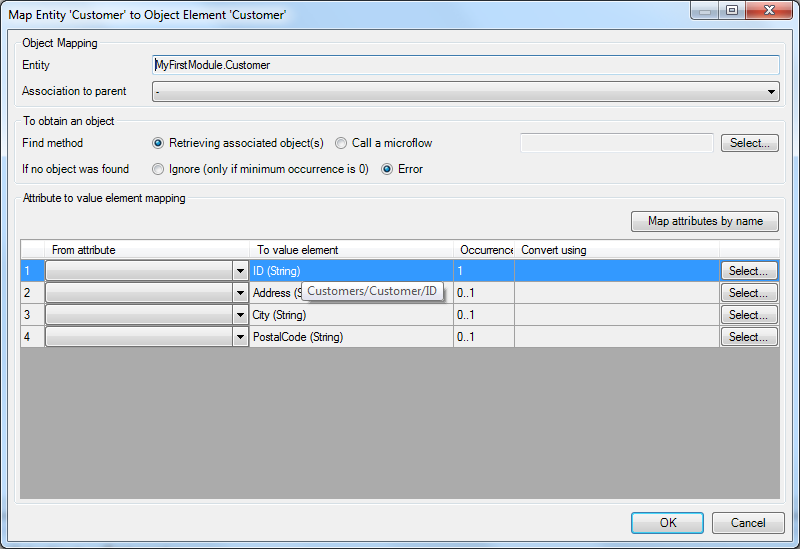 Map Entity 'Customer' to Object Element 'Customer'
Object Mapping
Entity MyFirstModule.Customer
Association to parent -
To obtain an object
Find method Retrieving associated object(s) Call a microflow Select...
If no object was found Ignore (only if minimum occurrence is 0) Error
Attribute to value element mapping
Map attributes by name
From attribute To value element Occurrence Convert using
1 ID (String) 1 Select...
2 Address (S 0..1 Select...
Customers/Customer/ID
3 City (String) 0..1 Select...
4 PostalCode (String) 0..1 Select...
OK Cancel